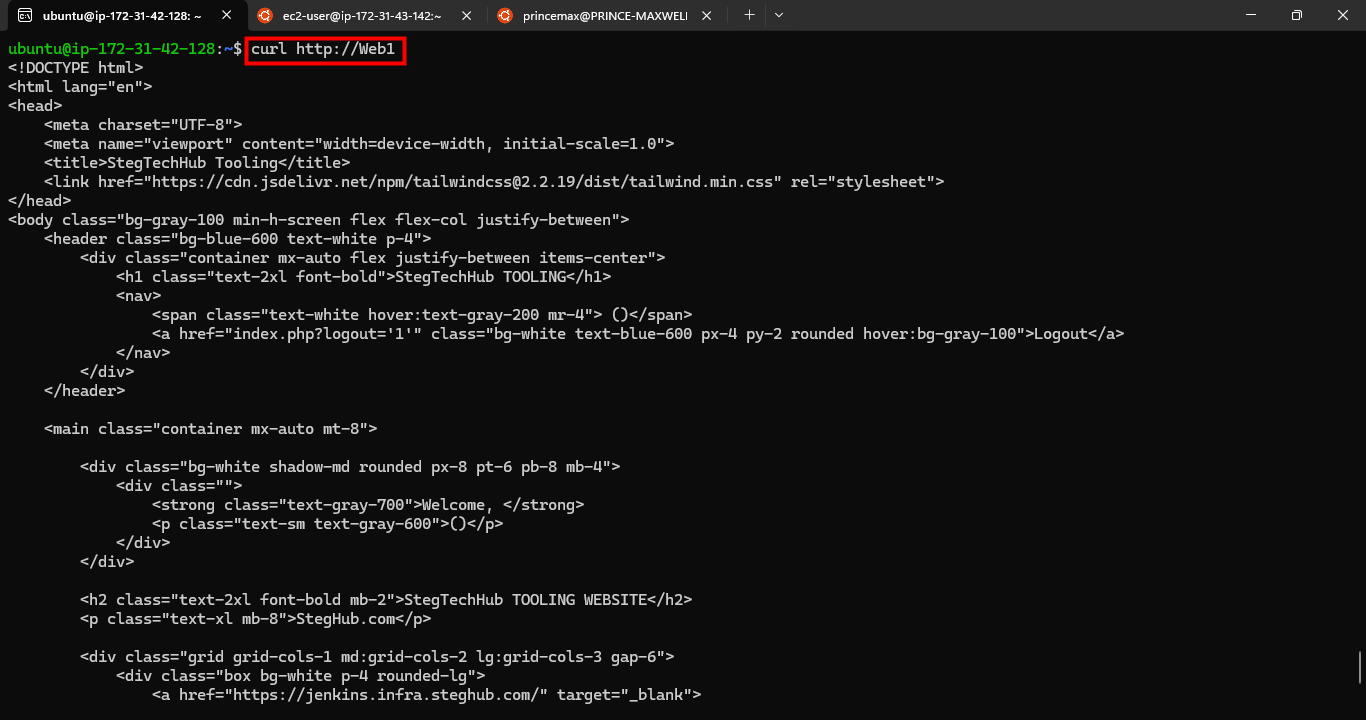 ubuntu@ip-172-31-42-128: ~
ec2-user@ip-172-31-43-142:~
princemax@PRINCE-MAXWELL
ubuntu@ip-172-31-42-128:~$ curl http://Web1
<!DOCTYPE html>
<html lang="en">
<head>
    <meta charset="UTF-8">
    <meta name="viewport" content="width=device-width, initial-scale=1.0">
    <title>StegTechHub Tooling</title>
    <link href="https://cdn.jsdelivr.net/npm/tailwindcss@2.2.19/dist/tailwind.min.css" rel="stylesheet">
</head>
<body class="bg-gray-100 min-h-screen flex flex-col justify-between">
    <header class="bg-blue-600 text-white p-4">
        <div class="container mx-auto flex justify-between items-center">
            <h1 class="text-2xl font-bold">StegTechHub TOOLING</h1>
            <nav>
                <span class="text-white hover:text-gray-200 mr-4"> ()</span>
                <a href="index.php?logout='1'" class="bg-white text-blue-600 px-4 py-2 rounded hover:bg-gray-100">Logout</a>
            </nav>
        </div>
    </header>
    <main class="container mx-auto mt-8">
        <div class="bg-white shadow-md rounded px-8 pt-6 pb-8 mb-4">
            <div class="">
                <strong class="text-gray-700">Welcome, </strong>
                <p class="text-sm text-gray-600">()</p>
            </div>
        </div>
        <h2 class="text-2xl font-bold mb-2">StegTechHub TOOLING WEBSITE</h2>
        <p class="text-xl mb-8">StegHub.com</p>
        <div class="grid grid-cols-1 md:grid-cols-2 lg:grid-cols-3 gap-6">
            <div class="box bg-white p-4 rounded-lg">
                <a href="https://jenkins.infra.steghub.com/" target="_blank">